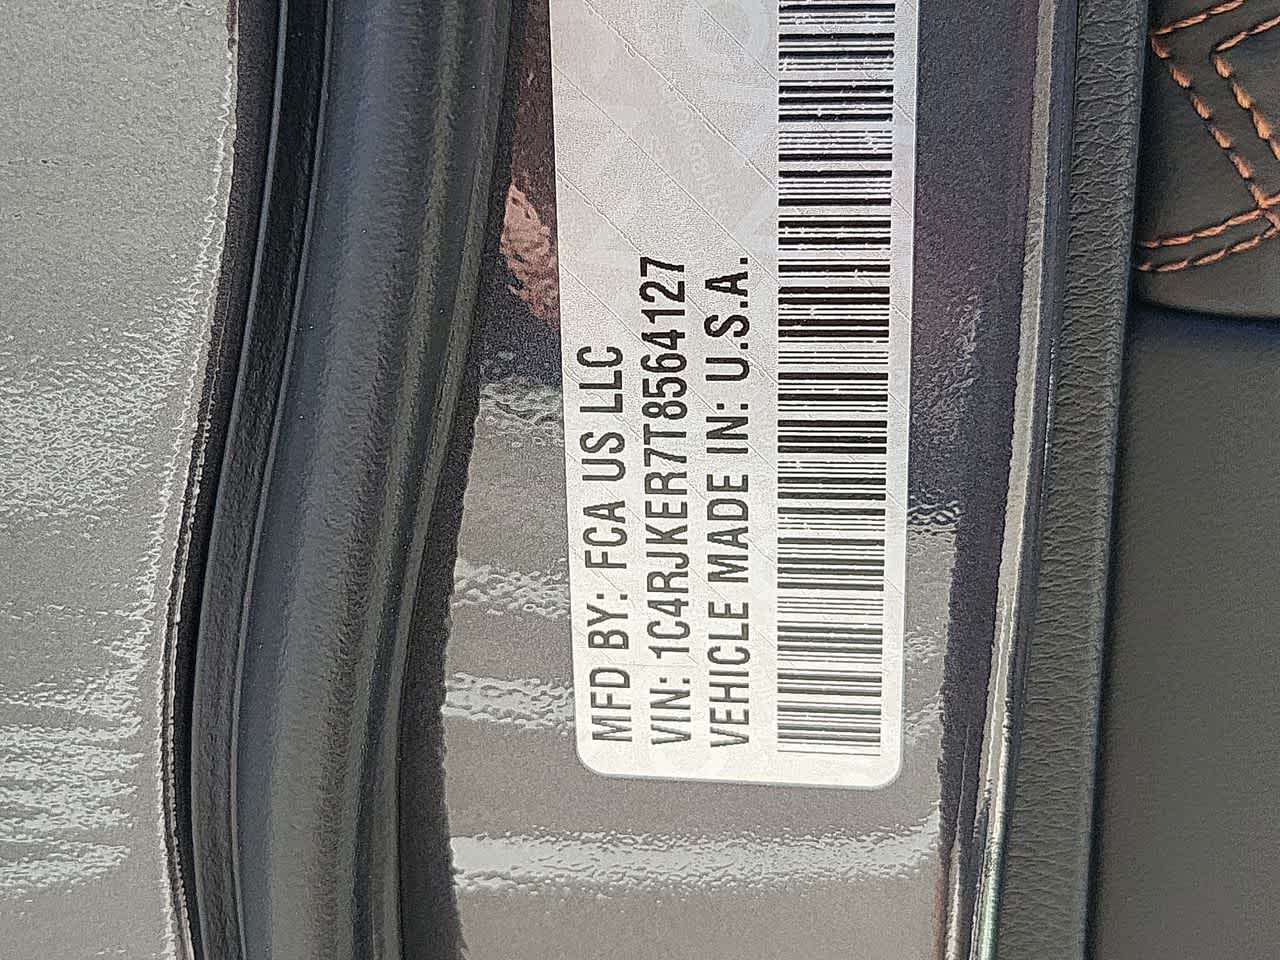 MFD BY: FCA US LLC
VIN: 1C4RJKER7T8564127
VEHICLE MADE IN: U.S.A.